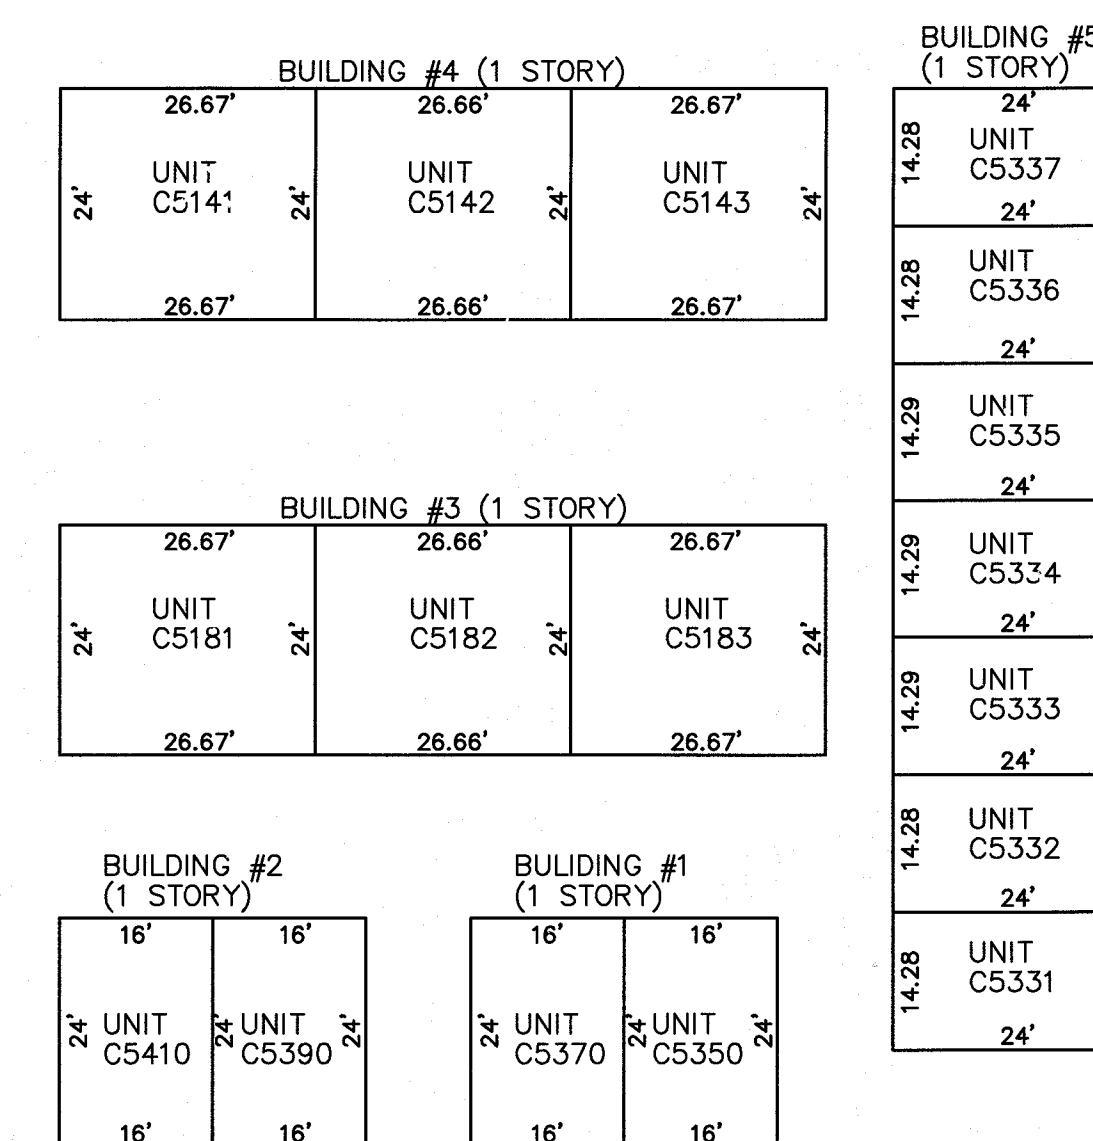 BUILDING #4 (1 STORY)
26.67' 26.66' 26.67'
UNIT UNIT UNIT
C5141 C5142 C5143
24' 24' 24' 24'
26.67' 26.66' 26.67'
BUILDING #3 (1 STORY)
26.67' 26.66' 26.67'
UNIT UNIT UNIT
C5181 C5182 C5183
24' 24' 24' 24'
26.67' 26.66' 26.67'
BUILDING #2
(1 STORY)
16' 16'
24' UNIT 24' UNIT 24'
C5410 C5390
16' 16'
BULIDING #1
(1 STORY)
16' 16'
24' UNIT 24' UNIT 24'
C5370 C5350
16' 16'
BUILDING #5
(1 STORY)
24'
14.28 UNIT
C5337
24'
14.28 UNIT
C5336
24'
14.29 UNIT
C5335
24'
14.29 UNIT
C5334
24'
14.29 UNIT
C5333
24'
14.28 UNIT
C5332
24'
14.28 UNIT
C5331
24'